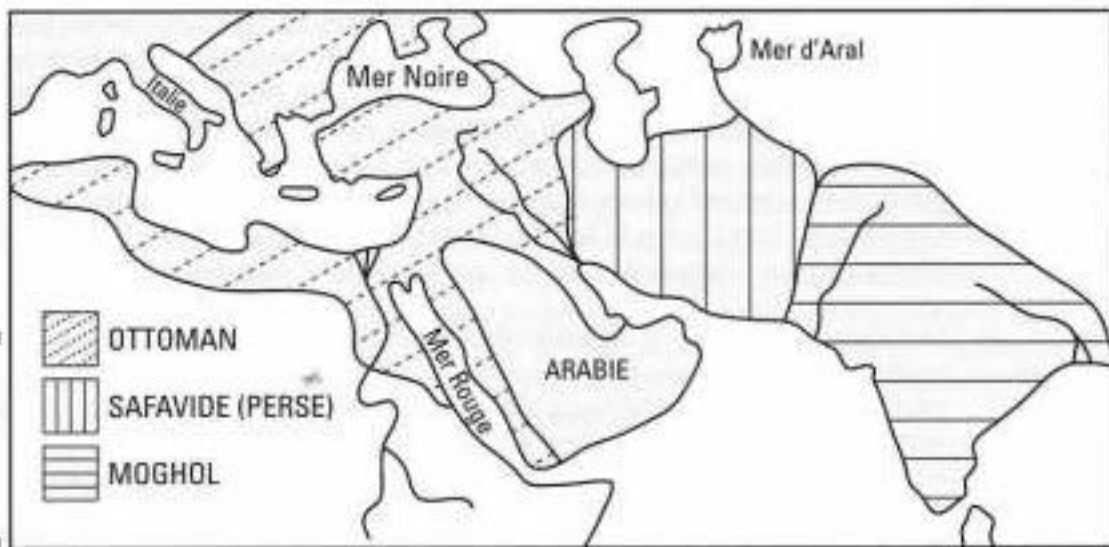 Mer d'Aral
Mer Noire
Italie
OTTOMAN
SAFAVIDE (PERSE)
MOGHOL
Mer Rouge
ARABIE